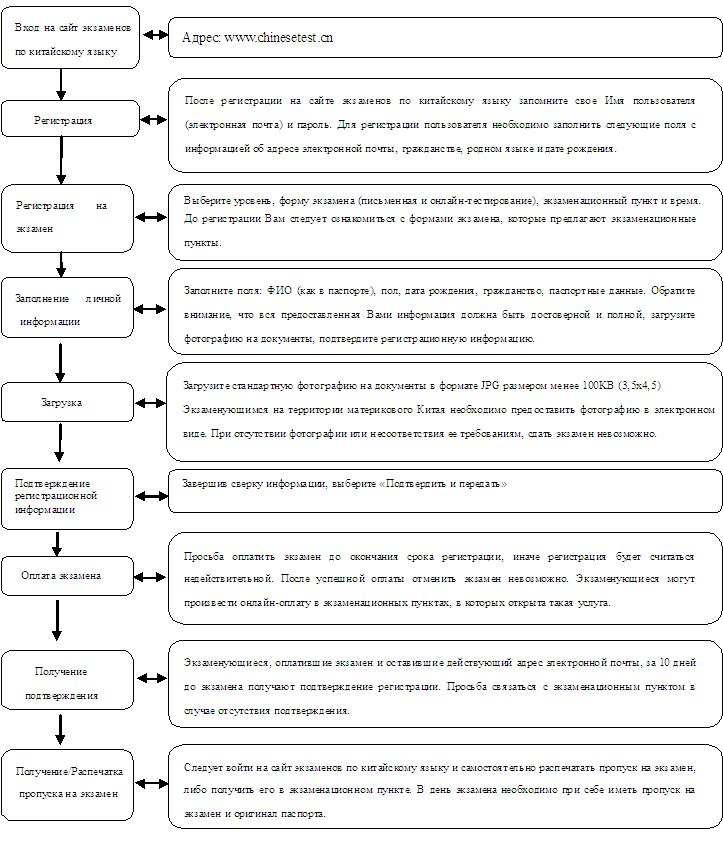 Вход на сайт экзаменов
по китайскому языку
Адрес: www.chinesetest.cn
Регистрация
После регистрации на сайте экзаменов по китайскому языку запомните свое Имя пользователя
(электронная почта) и пароль. Для регистрации пользователя необходимо заполнить следующие поля с
информацией об адресе электронной почты, гражданстве, родном языке и дате рождения.
Регистрация на
экзамен
Выберите уровень, форму экзамена (письменная и онлайн-тестирование), экзаменационный пункт и время.
До регистрации Вам следует ознакомиться с формами экзамена, которые предлагают экзаменационные
пункты.
Заполнение личной
информации
Заполните поля: ФИО (как в паспорте), пол, дата рождения, гражданство, паспортные данные. Обратите
внимание, что вся предоставленная Вами информация должна быть достоверной и полной, загрузите
фотографию на документы, подтвердите регистрационную информацию.
Загрузка
Загрузите стандартную фотографию на документы в формате JPG размером менее 100KB (3,5x4,5)
Экзаменующимся на территории материкового Китая необходимо предоставить фотографию в электронном
виде. При отсутствии фотографии или несоответствия ее требованиям, сдать экзамен невозможно.
Подтверждение
регистрационной
информации
Завершив сверку информации, выберите «Подтвердить и передать»
Оплата экзамена
Просьба оплатить экзамен до окончания срока регистрации, иначе регистрация будет считаться
недействительной. После успешной оплаты отменить экзамен невозможно. Экзаменующиеся могут
произвести онлайн-оплату в экзаменационных пунктах, в которых открыта такая услуга.
Получение
подтверждения
Экзаменующиеся, оплатившие экзамен и оставившие действующий адрес электронной почты, за 10 дней
до экзамена получают подтверждение регистрации. Просьба связаться с экзаменационным пунктом в
случае отсутствия подтверждения.
Получение/Распечатка
пропуска на экзамен
Следует войти на сайт экзаменов по китайскому языку и самостоятельно распечатать пропуск на экзамен,
либо получить его в экзаменационном пункте. В день экзамена необходимо при себе иметь пропуск на
экзамен и оригинал паспорта.